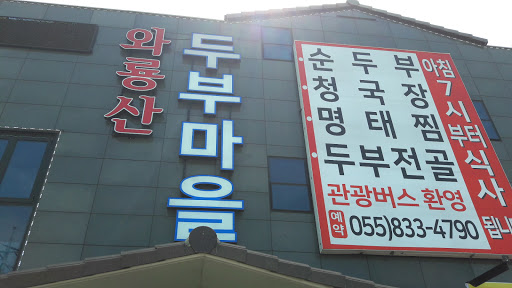 와룡산
두부마을
순두부
청국장
명태찜
두부전골
관광버스 환영
예약 055)833-4790
아침 7시부터 식사 됩니